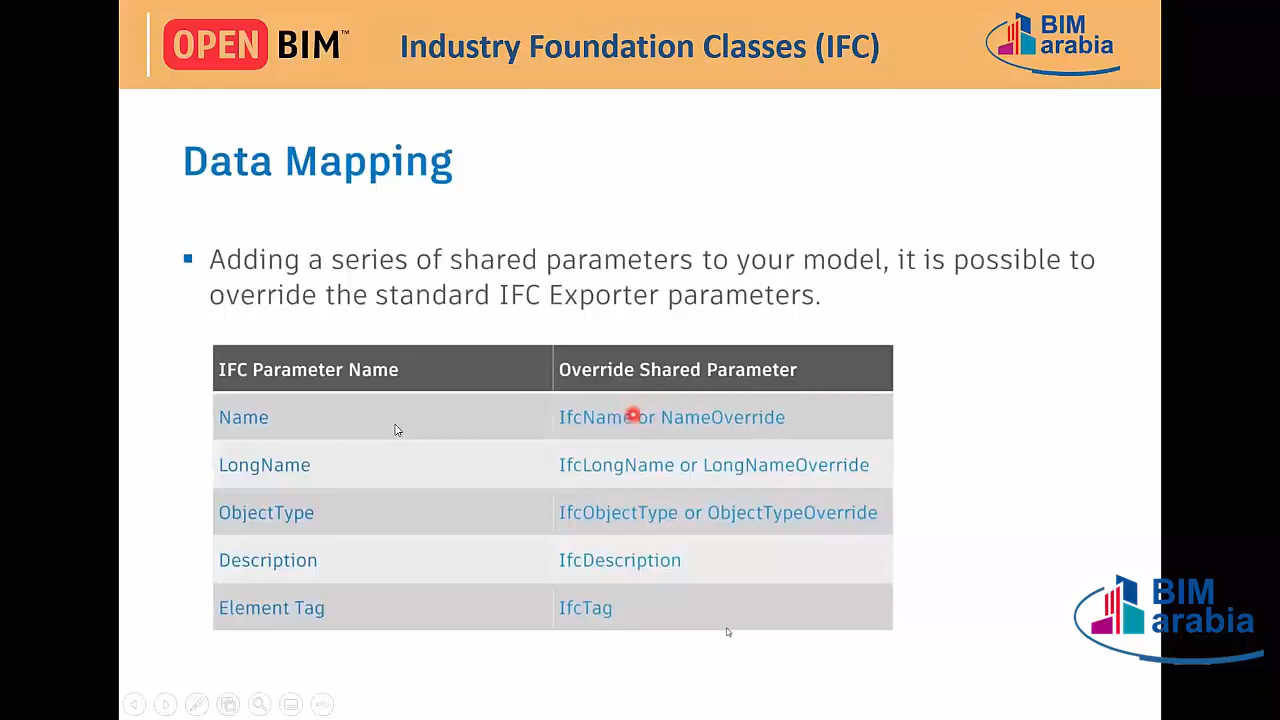 OPEN BIM™
Industry Foundation Classes (IFC)
BIM
arabia
Data Mapping
Adding a series of shared parameters to your model, it is possible to
override the standard IFC Exporter parameters.
IFC Parameter Name Override Shared Parameter
Name IfcName or NameOverride
LongName IfcLongName or LongNameOverride
ObjectType IfcObjectType or ObjectTypeOverride
Description IfcDescription
Element Tag IfcTag
BIM
arabia